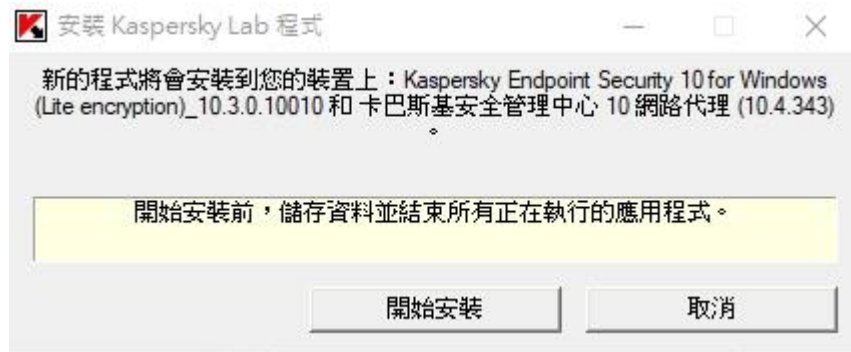 安裝 Kaspersky Lab 程式
新的程式將會安裝到您的裝置上：Kaspersky Endpoint Security 10 for Windows
(Lite encryption)_10.3.0.10010 和 卡巴斯基安全管理中心 10 網路代理 (10.4.343)
。
開始安裝前，儲存資料並結束所有正在執行的應用程式。
開始安裝
取消